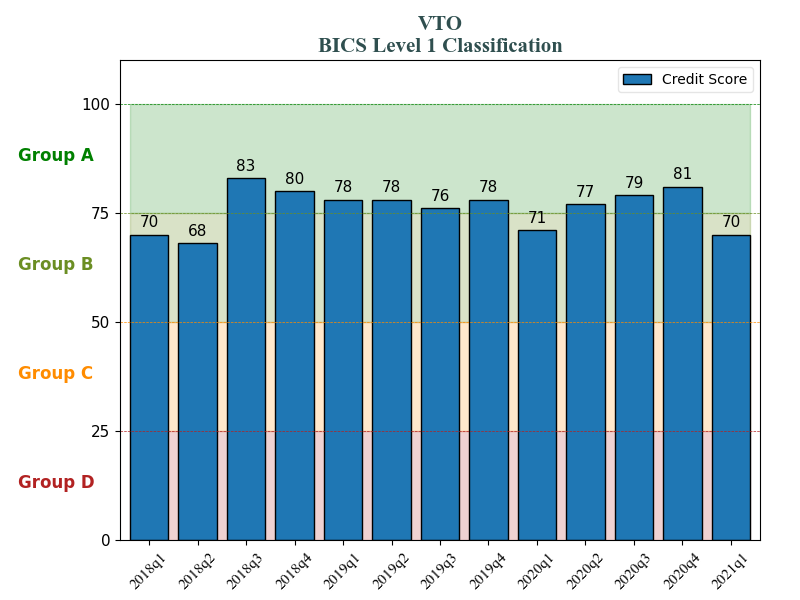 VTO
BICS Level 1 Classification
Credit Score
100
Group A
83
80
78
78
76
78
77
79
81
75
70
68
71
70
Group B
50
Group C
25
Group D
0
2018q1
2018q2
2018q3
2018q4
2019q1
2019q2
2019q3
2019q4
2020q1
2020q2
2020q3
2020q4
2021q1